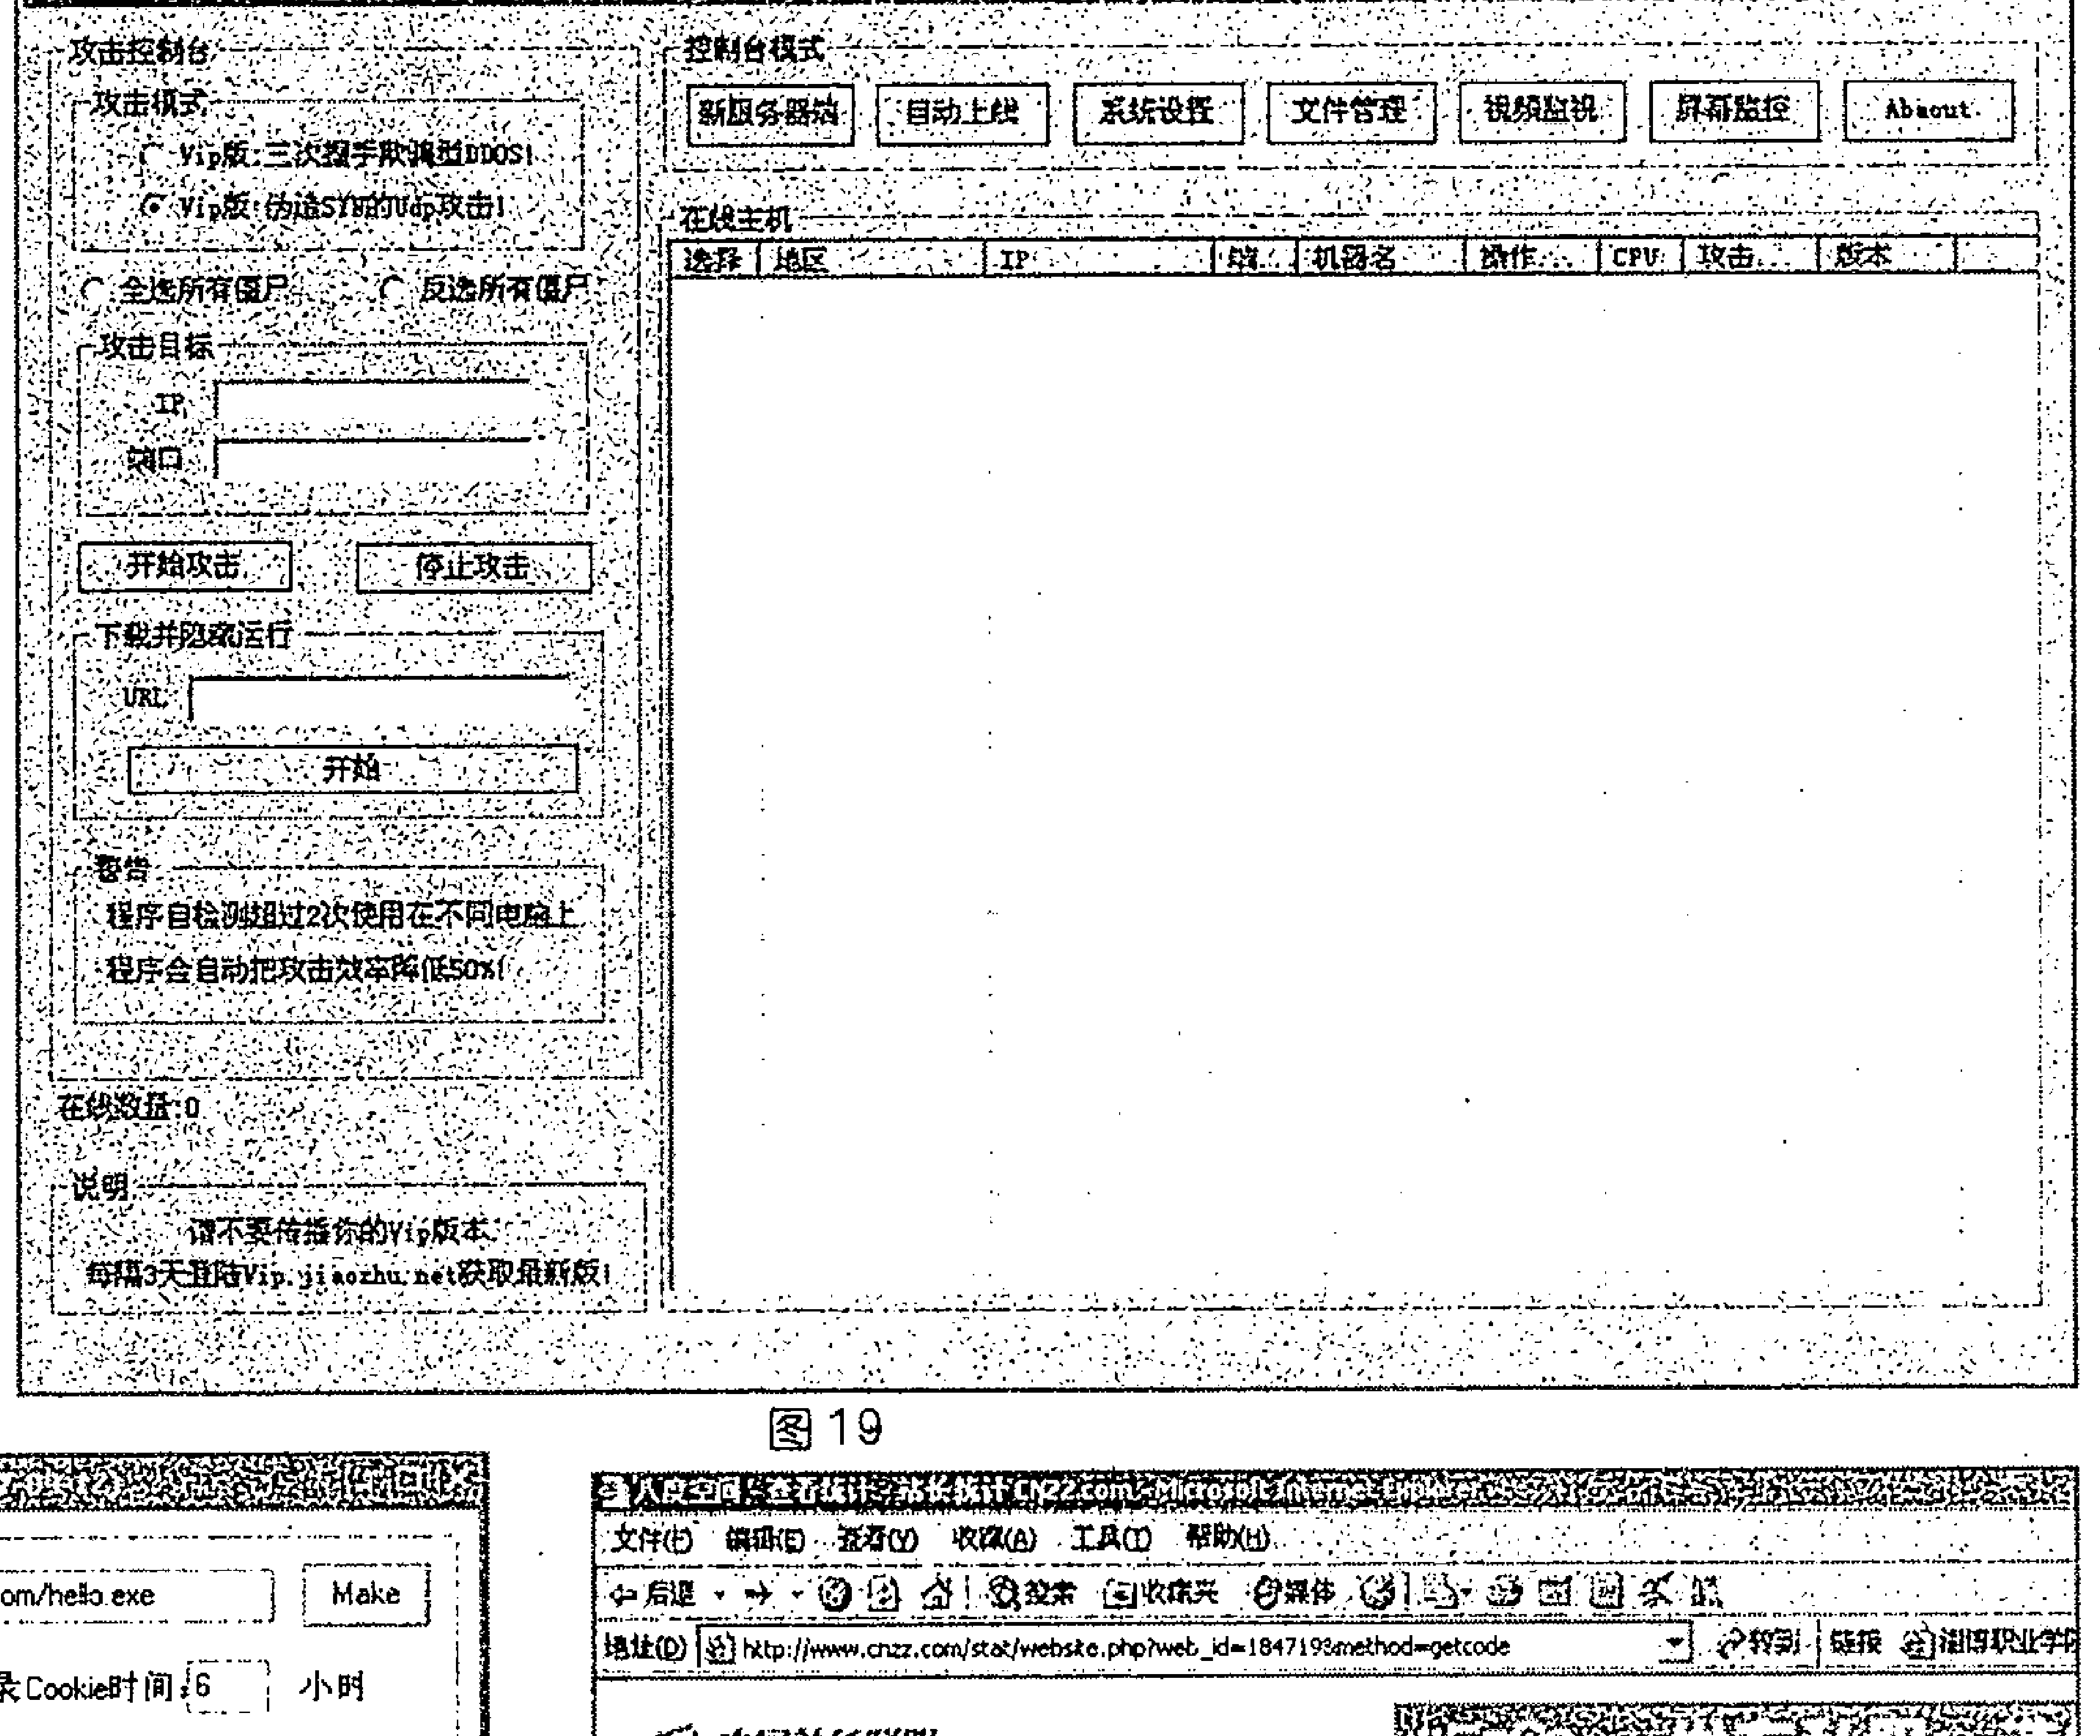 攻击控制台
攻击模式
Vip版:三次握手欺骗型DDOS!
Vip版:伪造SYN的Udp攻击!
全选所有僵尸 反选所有僵尸
攻击目标
IP
端口
开始攻击 停止攻击
下载并隐藏运行
URL
开始
警告
程序自检测超过2次使用在不同电脑上
程序会自动把攻击效率降低50%!
在线数量:0
说明
请不要传播你的Vip版本
每隔3天登陆Vip.jiaozhu.net获取最新版!
控制台模式
新服务器端 自动上线 系统设置 文件管理 视频监视 屏幕监控 Abaout
在线主机
选择 地区 IP 端... 机器名 操作... CPU 攻击... 版本
图 19
om/hello.exe Make
录Cookie时间:6 小时
Cnzz.com - Microsoft Internet Explorer
文件(F) 编辑(E) 查看(V) 收藏(A) 工具(T) 帮助(H)
后退 搜索 收藏夹 媒体
地址(D) http://www.cnzz.com/stat/website.php?web_id=184719&method=getcode 转到 链接